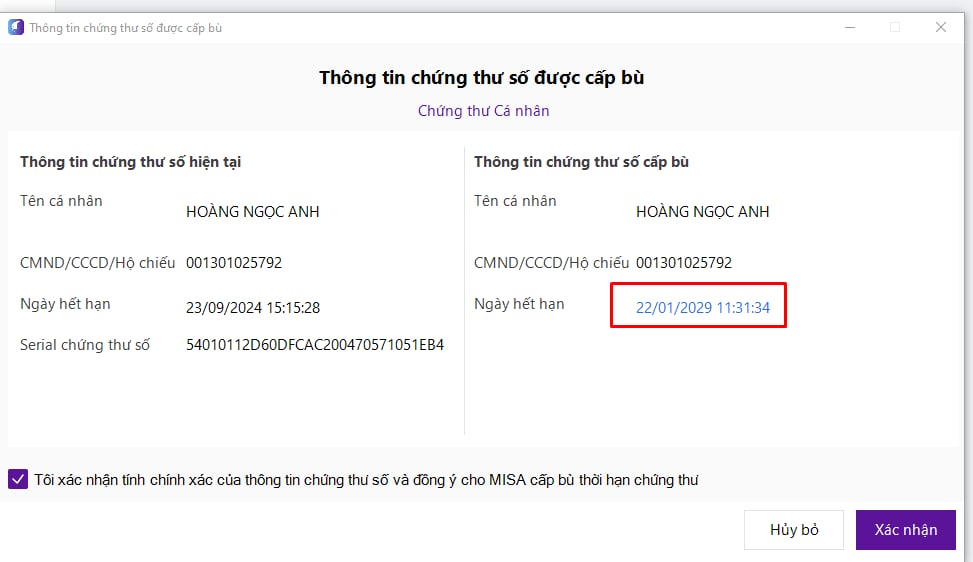 Thông tin chứng thư số được cấp bù
Thông tin chứng thư số được cấp bù
Chứng thư Cá nhân
Thông tin chứng thư số hiện tại
Tên cá nhân
HOÀNG NGỌC ANH
CMND/CCCD/Hộ chiếu 001301025792
Ngày hết hạn
23/09/2024 15:15:28
Serial chứng thư số 54010112D60DFCAC200470571051EB4
Thông tin chứng thư số cấp bù
Tên cá nhân
HOÀNG NGỌC ANH
CMND/CCCD/Hộ chiếu 001301025792
Ngày hết hạn
22/01/2029 11:31:34
Tôi xác nhận tính chính xác của thông tin chứng thư số và đồng ý cho MISA cấp bù thời hạn chứng thư
Hủy bỏ
Xác nhận